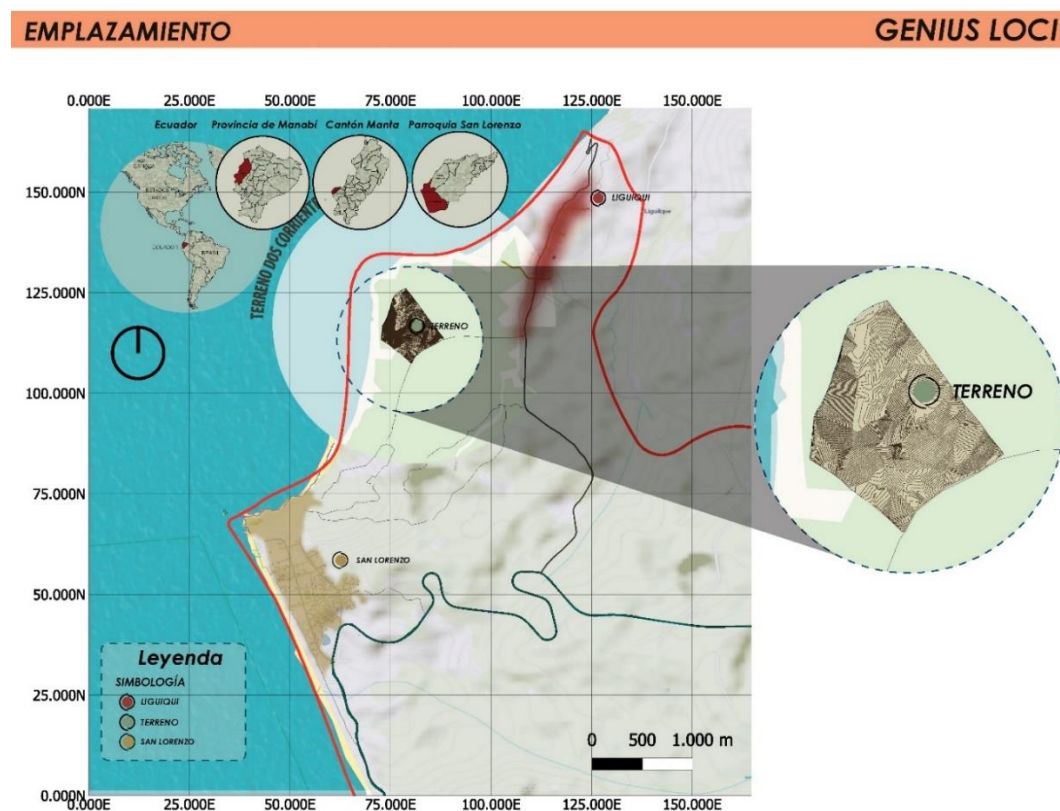 EMPLAZAMIENTO
GENIUS LOCI
0.000E 25.000E 50.000E 75.000E 100.000E 125.000E 150.000E
Ecuador
Provincia de Manabí
Cantón Manta
Parroquia San Lorenzo
TERRENO DOS CORRIENTE
BRASIL
150.000N
125.000N
100.000N
75.000N
50.000N
25.000N
0.000N
LIGUIQUI
Liguiqui
TERRENO
TERRENO
SAN LORENZO
Leyenda
SIMBOLOGÍA
LIGUIQUI
TERRENO
SAN LORENZO
0 500 1.000 m
0.000E 25.000E 50.000E 75.000E 100.000E 125.000E 150.000E